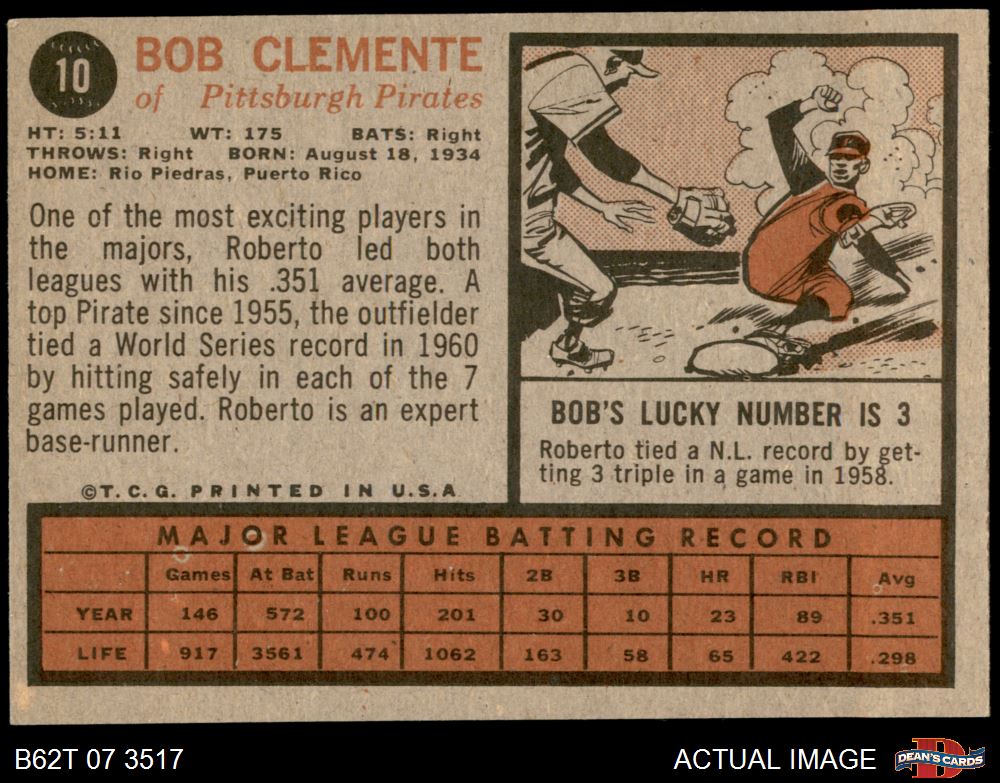 10
BOB CLEMENTE
of Pittsburgh Pirates
HT: 5:11 WT: 175 BATS: Right
THROWS: Right BORN: August 18, 1934
HOME: Rio Piedras, Puerto Rico
One of the most exciting players in
the majors, Roberto led both
leagues with his .351 average. A
top Pirate since 1955, the outfielder
tied a World Series record in 1960
by hitting safely in each of the 7
games played. Roberto is an expert
base-runner.
©T.C.G. PRINTED IN U.S.A.
BOB'S LUCKY NUMBER IS 3
Roberto tied a N.L. record by get-
ting 3 triple in a game in 1958.
MAJOR LEAGUE BATTING RECORD
Games At Bat Runs Hits 2B 3B HR RBI Avg
YEAR 146 572 100 201 30 10 23 89 .351
LIFE 917 3561 474 1062 163 58 65 422 .298
B62T 07 3517
ACTUAL IMAGE
D
DEAN'S CARDS